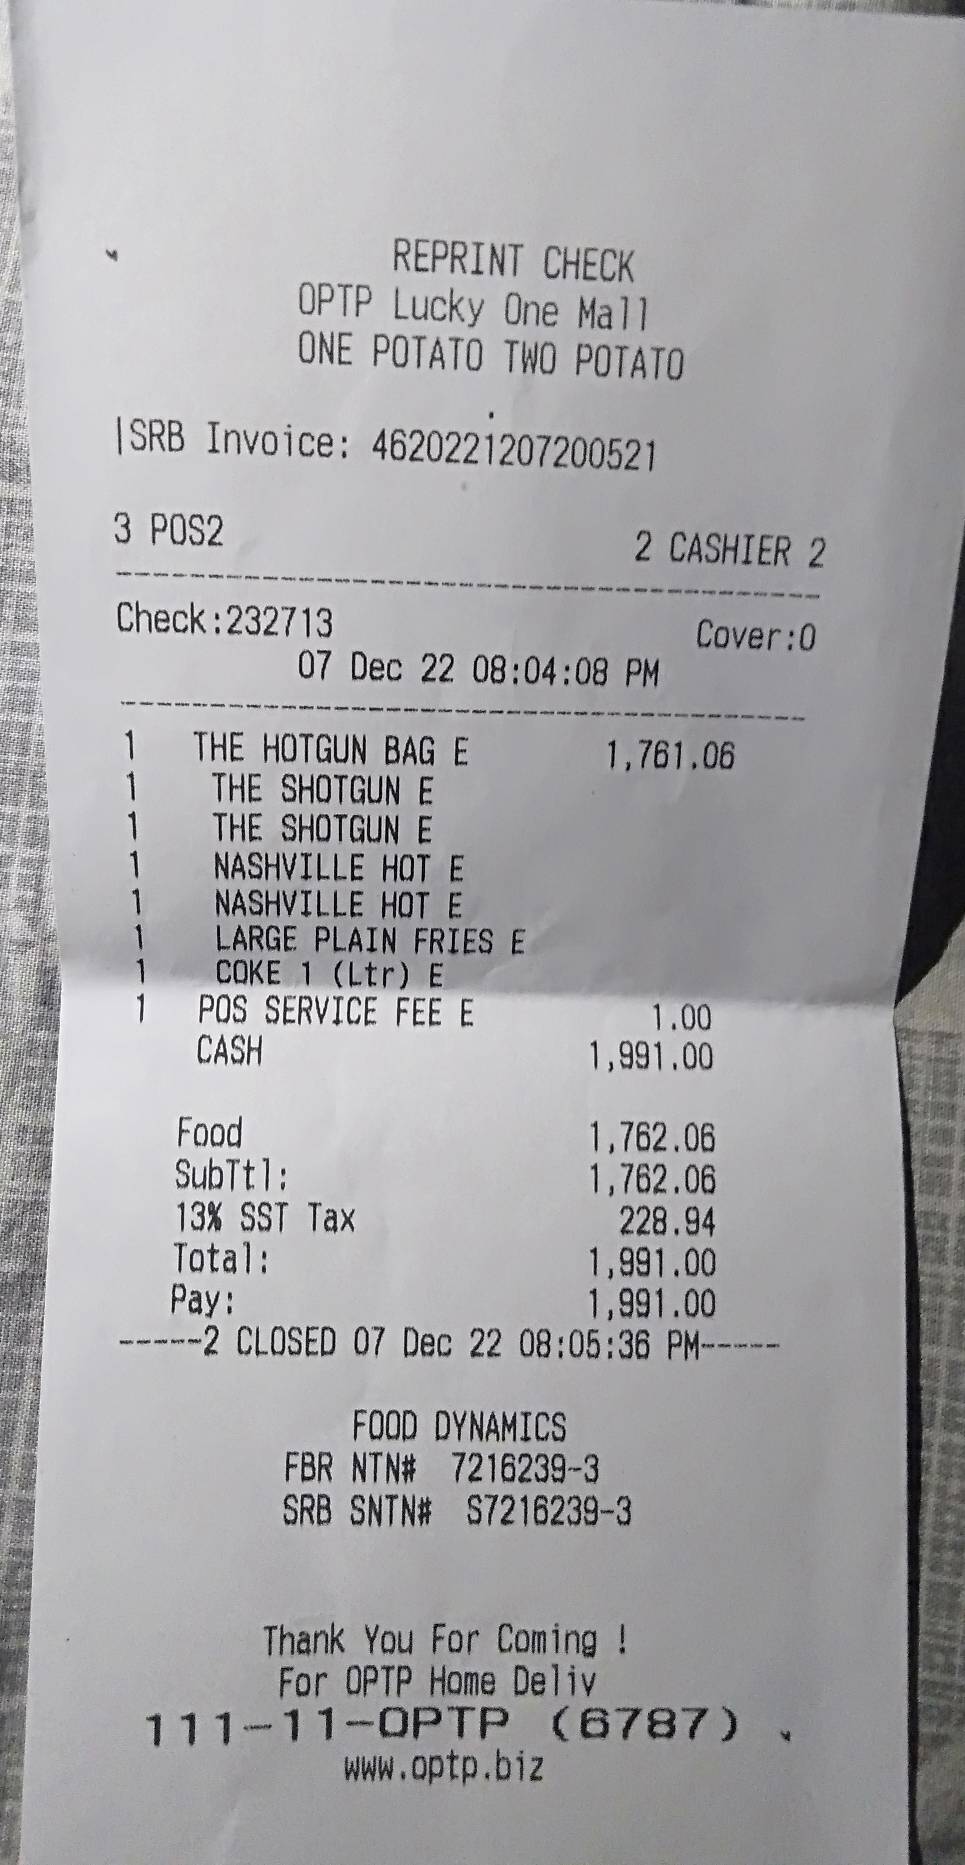 REPRINT CHECK
OPTP Lucky One Mall
ONE POTATO TWO POTATO
|SRB Invoice: 4620221207200521
3 POS2 2 CASHIER 2
Check:232713 Cover:0
07 Dec 22 08:04:08 PM
1 THE HOTGUN BAG E 1,761.06
1 THE SHOTGUN E
1 THE SHOTGUN E
1 NASHVILLE HOT E
1 NASHVILLE HOT E
1 LARGE PLAIN FRIES E
1 COKE 1 (Ltr) E
1 POS SERVICE FEE E 1.00
CASH 1,991.00
Food 1,762.06
SubTtl: 1,762.06
13% SST Tax 228.94
Total: 1,991.00
Pay: 1,991.00
-----2 CLOSED 07 Dec 22 08:05:36 PM-----
FOOD DYNAMICS
FBR NTN# 7216239-3
SRB SNTN# S7216239-3
Thank You For Coming !
For OPTP Home Deliv
111-11-OPTP (6787)
www.optp.biz